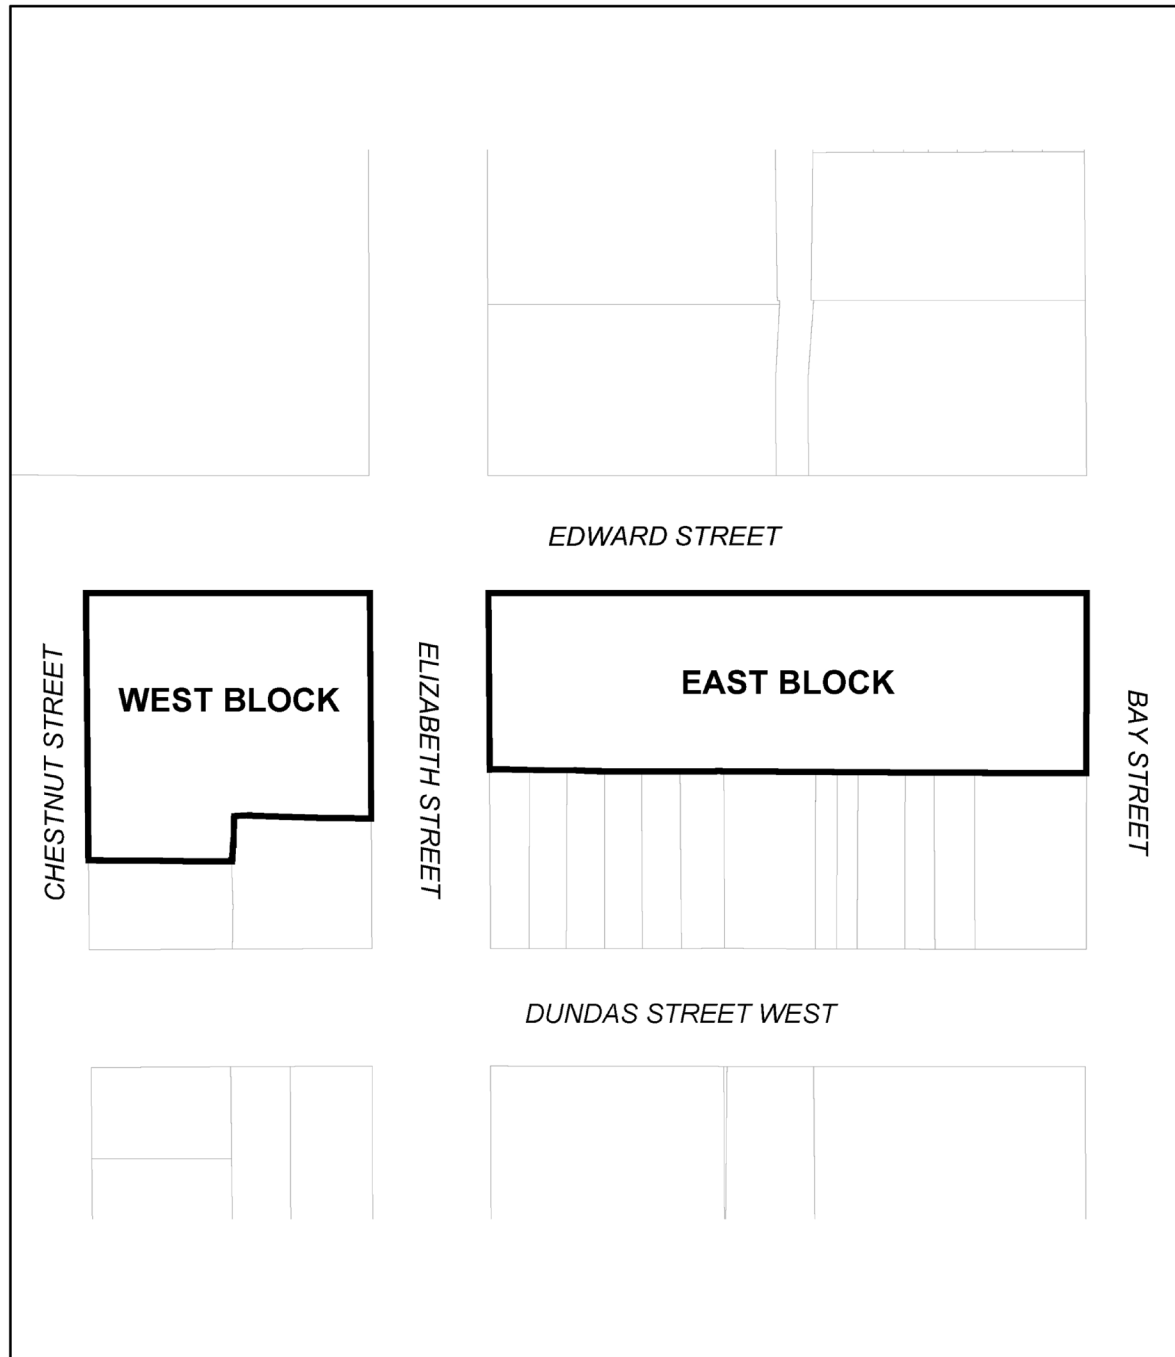 EDWARD STREET
CHESTNUT STREET
WEST BLOCK
ELIZABETH STREET
EAST BLOCK
BAY STREET
DUNDAS STREET WEST